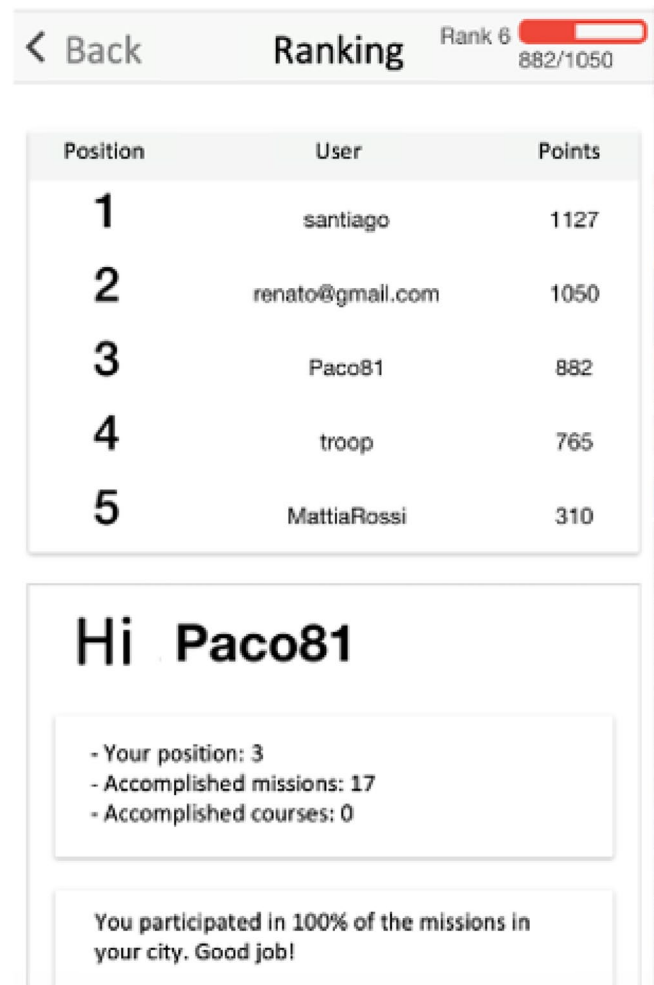 Back Ranking Rank 6
882/1050
Position User Points
1 santiago 1127
2 renato@gmail.com 1050
3 Paco81 882
4 troop 765
5 MattiaRossi 310
Hi Paco81
- Your position: 3
- Accomplished missions: 17
- Accomplished courses: 0
You participated in 100% of the missions in
your city. Good job!